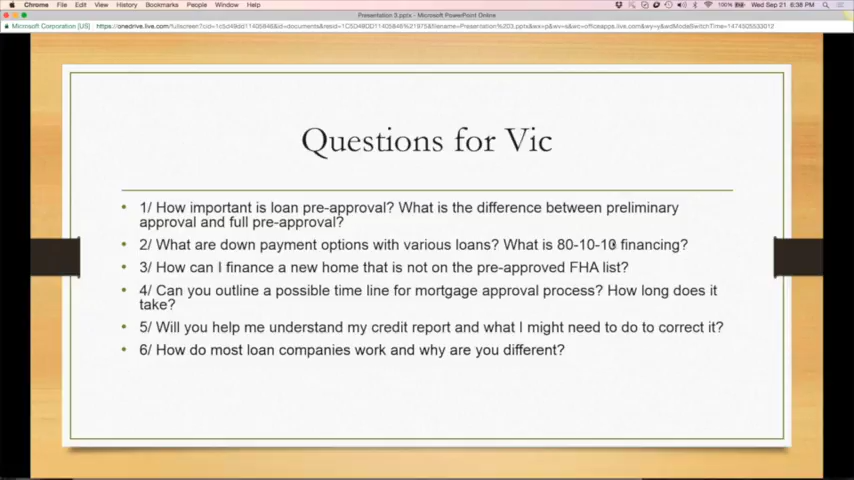 Chrome File Edit View History Bookmarks People Window Help
100% Wed Sep 21 6:38 PM
Presentation 3.pptx - Microsoft PowerPoint Online
Microsoft Corporation [US]
Questions for Vic
• 1/ How important is loan pre-approval? What is the difference between preliminary
approval and full pre-approval?
• 2/ What are down payment options with various loans? What is 80-10-10 financing?
• 3/ How can I finance a new home that is not on the pre-approved FHA list?
• 4/ Can you outline a possible time line for mortgage approval process? How long does it
take?
• 5/ Will you help me understand my credit report and what I might need to do to correct it?
• 6/ How do most loan companies work and why are you different?